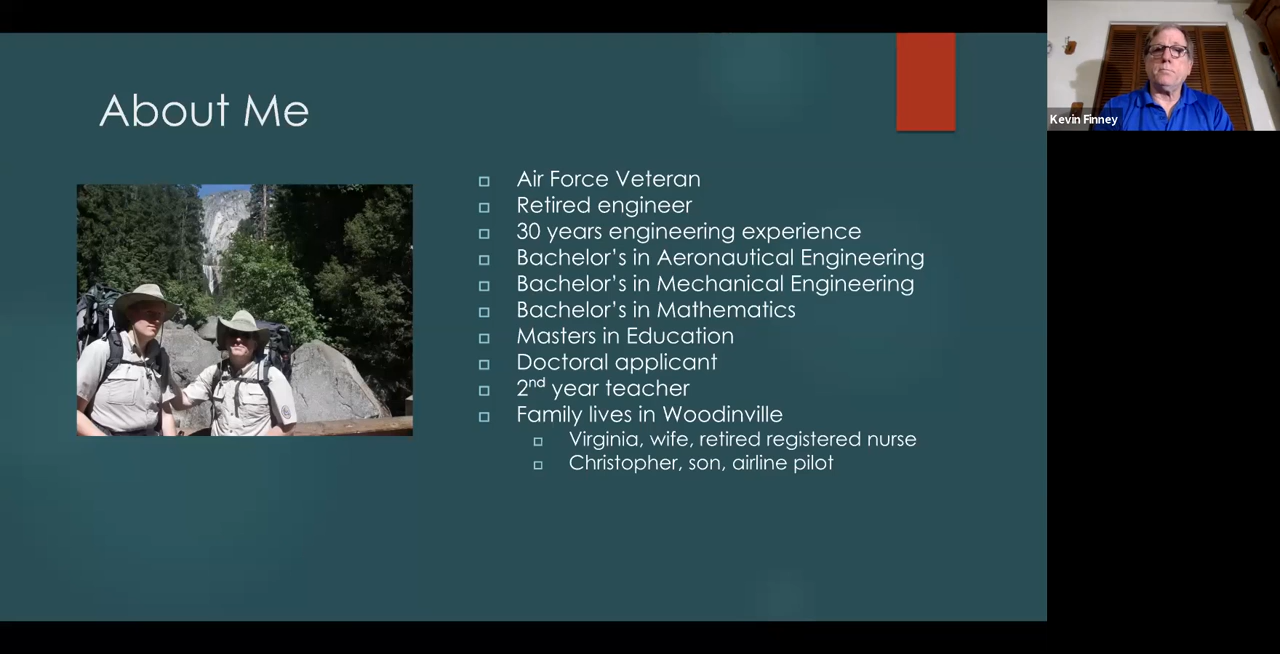 About Me
Air Force Veteran
Retired engineer
30 years engineering experience
Bachelor's in Aeronautical Engineering
Bachelor's in Mechanical Engineering
Bachelor's in Mathematics
Masters in Education
Doctoral applicant
2nd year teacher
Family lives in Woodinville
Virginia, wife, retired registered nurse
Christopher, son, airline pilot
Kevin Finney